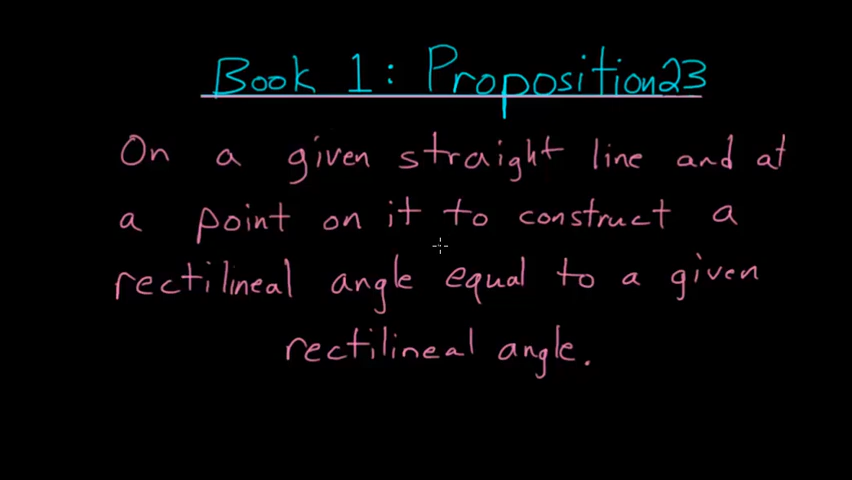 Book 1: Proposition23
On a given straight line and at
a point on it to construct a
rectilineal angle equal to a given
rectilineal angle.